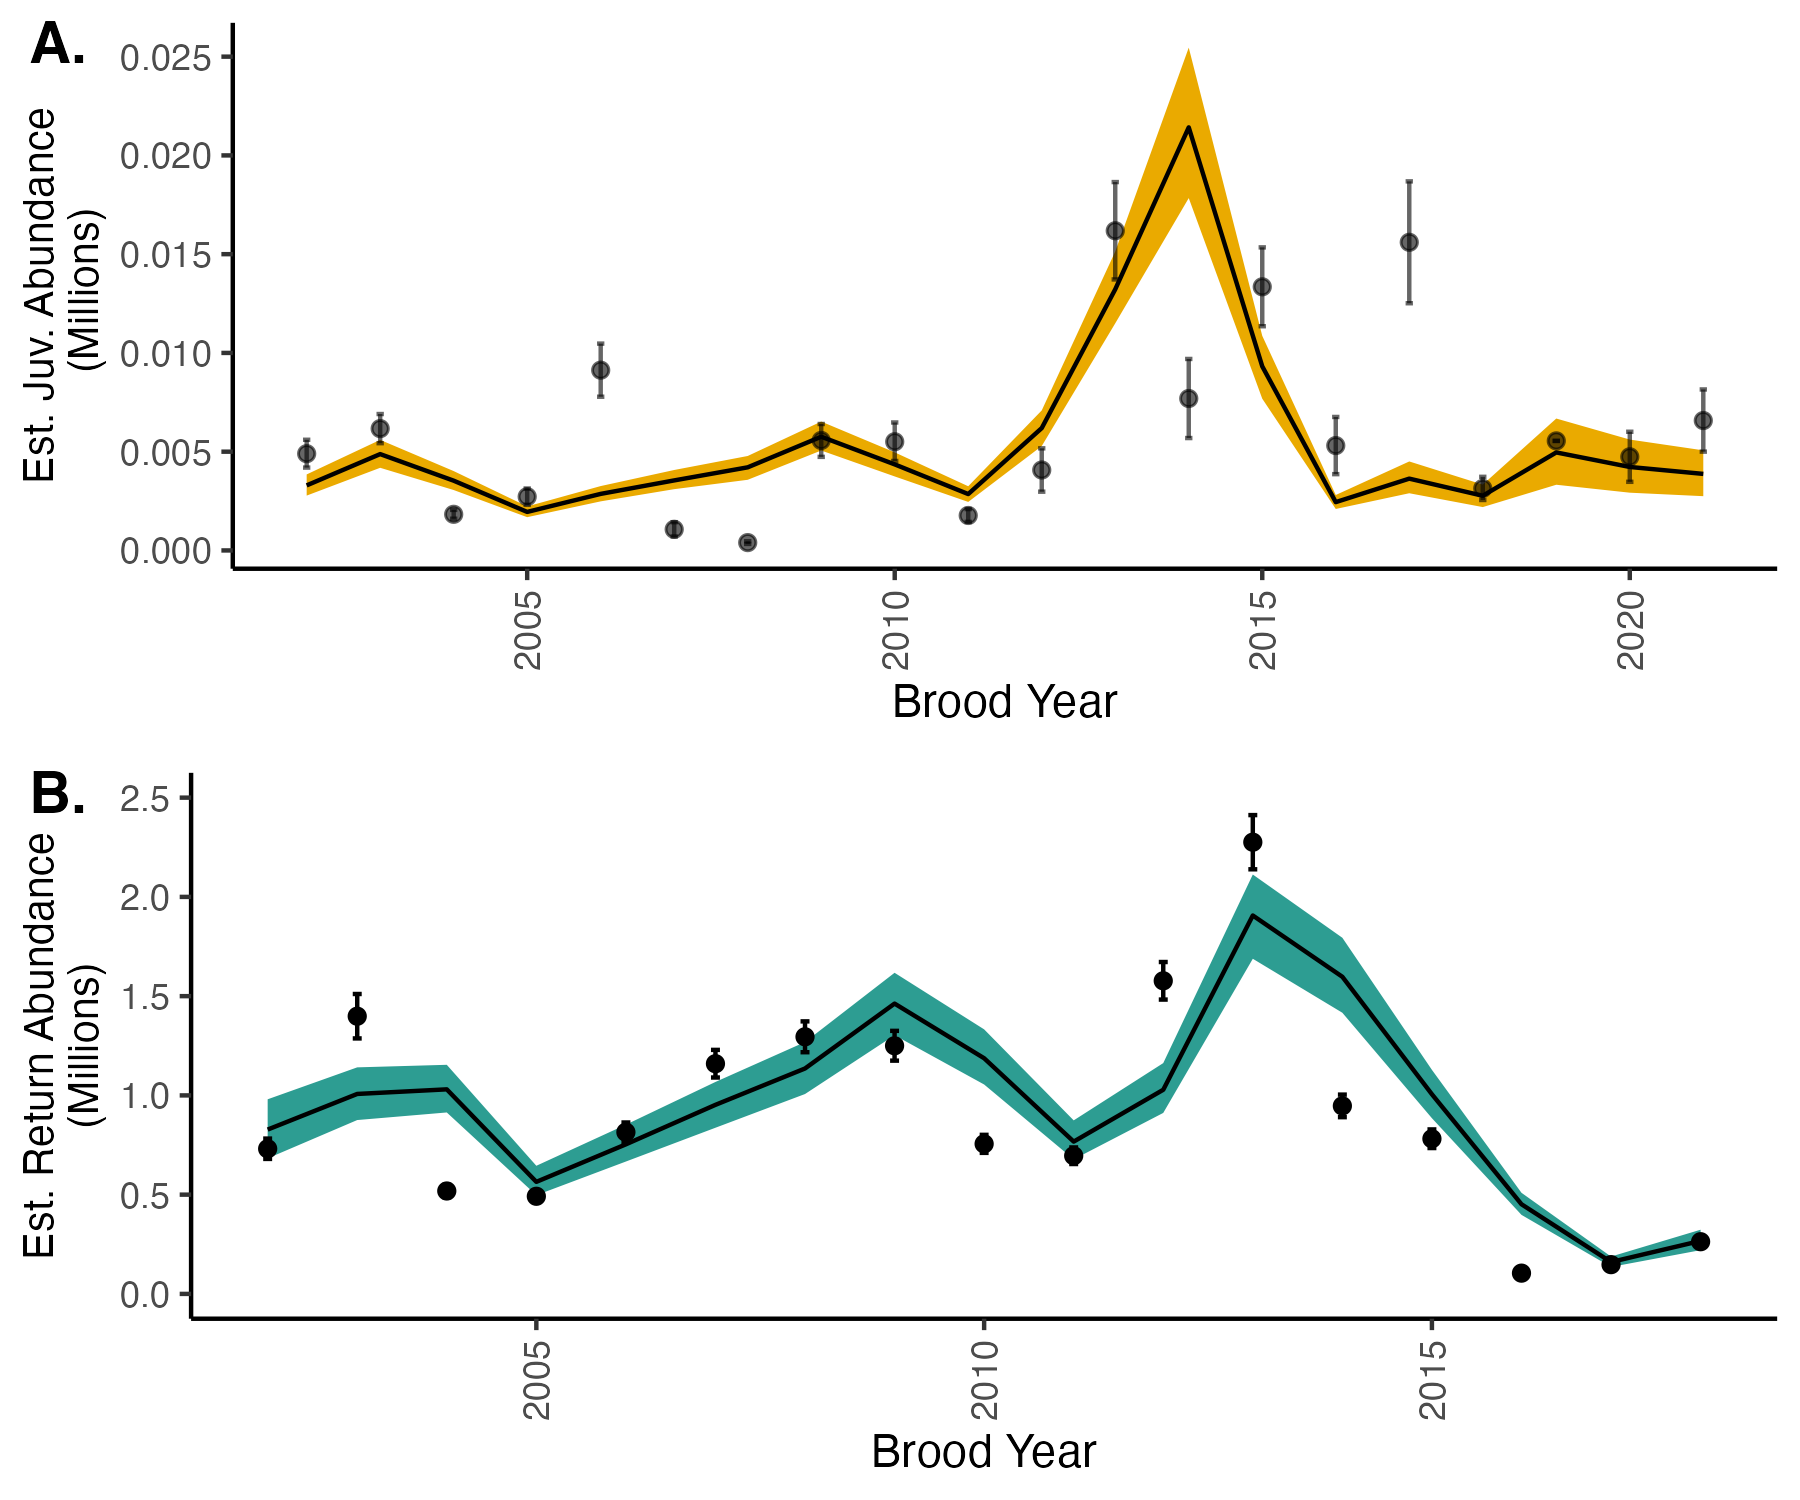 A.
Est. Juv. Abundance
(Millions)
0.025
0.020
0.015
0.010
0.005
0.000
2005
2010
2015
2020
Brood Year
B.
Est. Return Abundance
(Millions)
2.5
2.0
1.5
1.0
0.5
0.0
2005
2010
2015
Brood Year